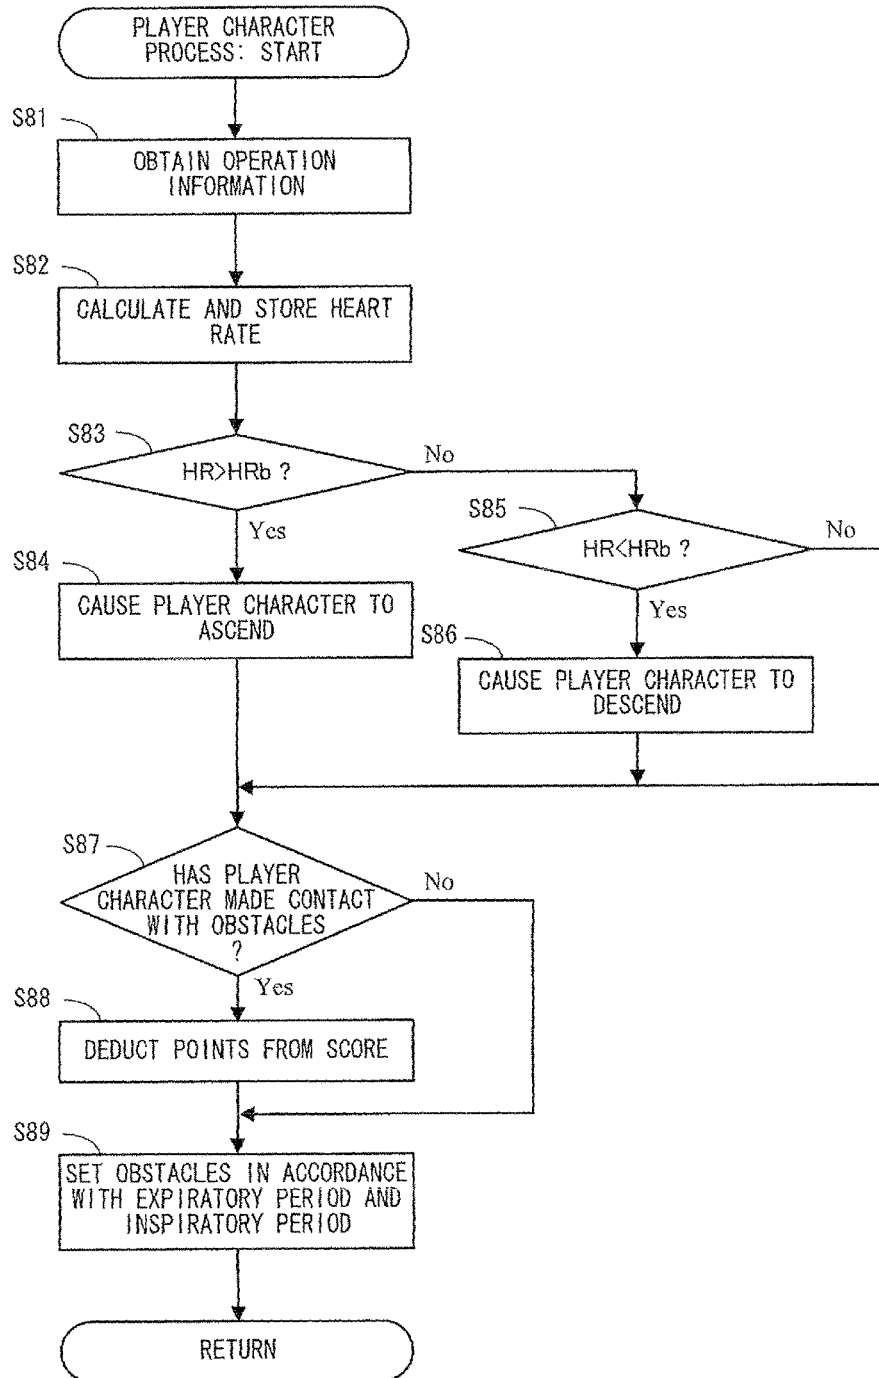 PLAYER CHARACTER
PROCESS: START
S81
OBTAIN OPERATION
INFORMATION
S82
CALCULATE AND STORE HEART
RATE
S83
HR>HRb ?
No
Yes
S85
HR<HRb ?
No
Yes
S84
CAUSE PLAYER CHARACTER TO
ASCEND
S86
CAUSE PLAYER CHARACTER TO
DESCEND
S87
HAS PLAYER
CHARACTER MADE CONTACT
WITH OBSTACLES
?
No
Yes
S88
DEDUCT POINTS FROM SCORE
S89
SET OBSTACLES IN ACCORDANCE
WITH EXPIRATORY PERIOD AND
INSPIRATORY PERIOD
RETURN